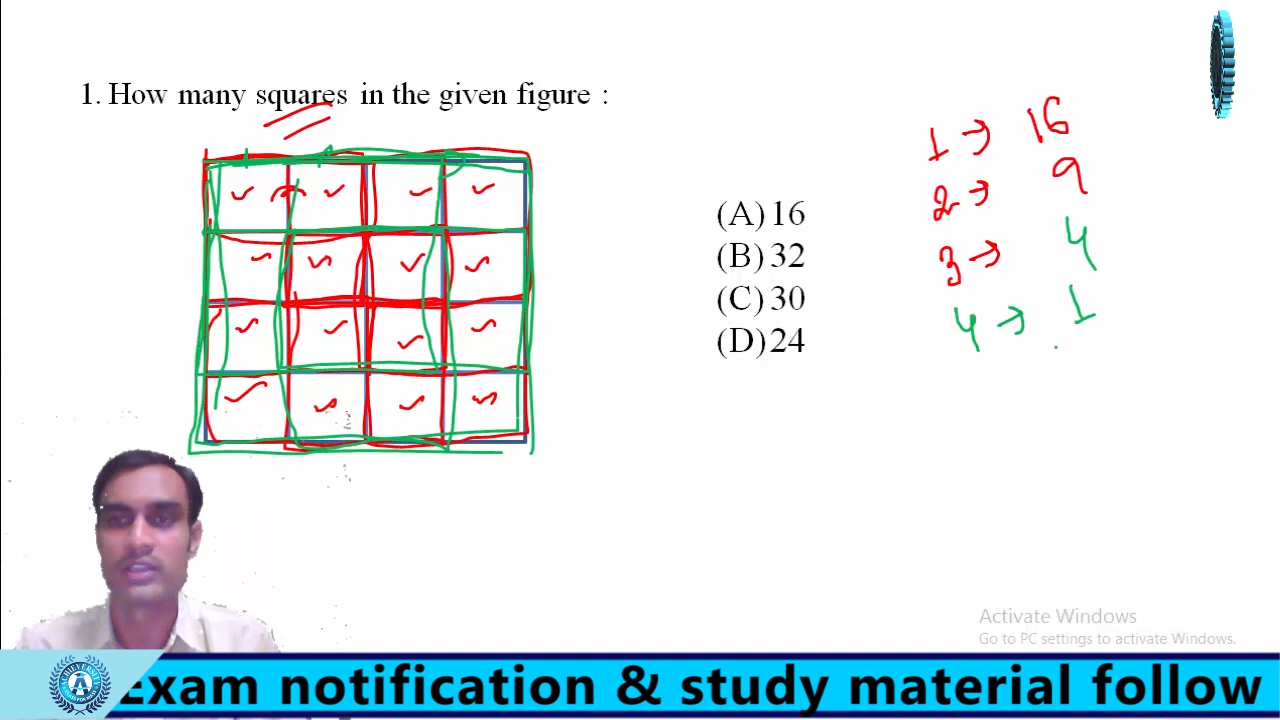 1. How many squares in the given figure :
(A) 16
(B) 32
(C) 30
(D) 24
1 → 16
2 → 9
3 → 4
4 → 1
Activate Windows
Go to PC settings to activate Windows.
Exam notification & study material follow